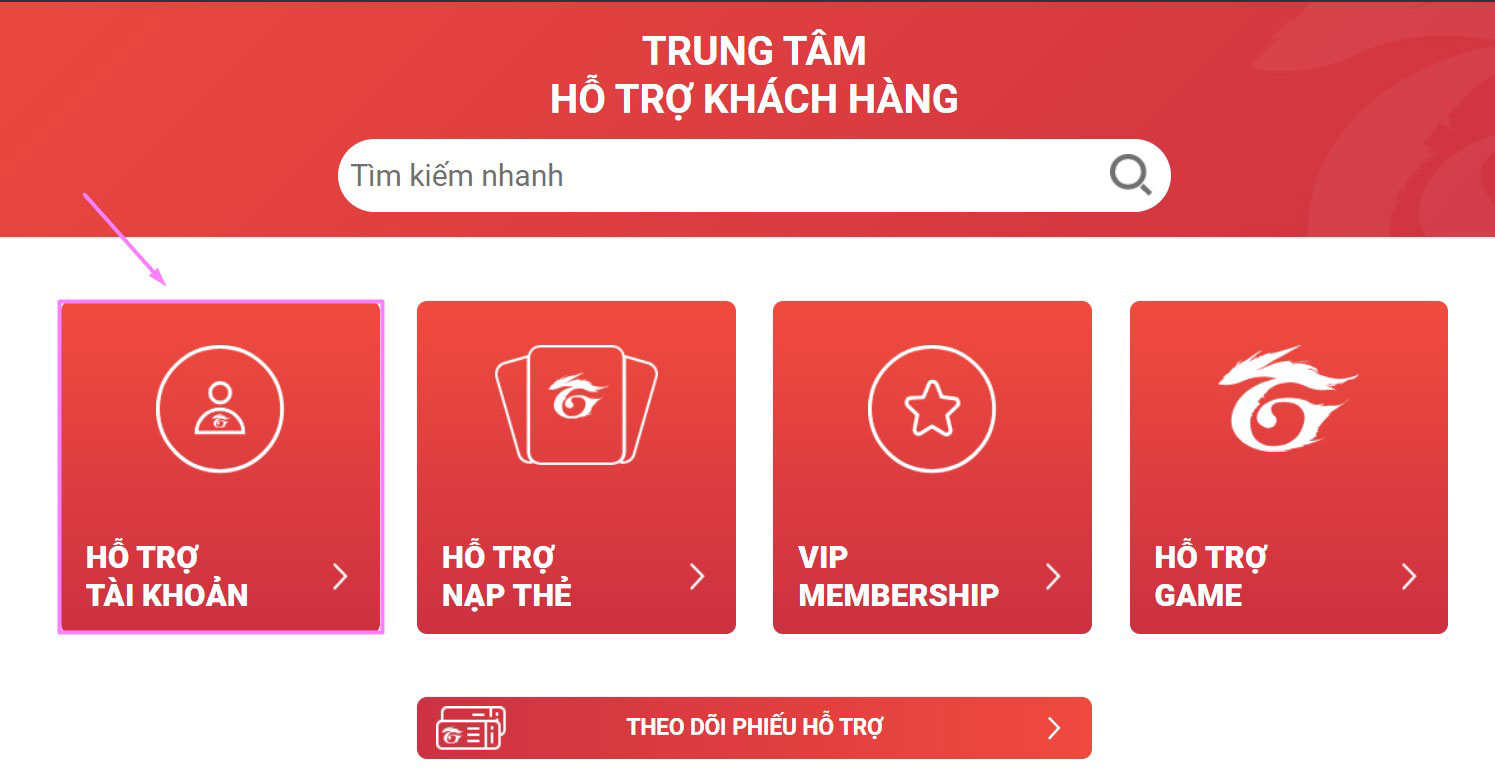 TRUNG TÂM
HỖ TRỢ KHÁCH HÀNG
Tìm kiếm nhanh
HỖ TRỢ
TÀI KHOẢN
HỖ TRỢ
NẠP THẺ
VIP
MEMBERSHIP
HỖ TRỢ
GAME
THEO DÕI PHIẾU HỖ TRỢ